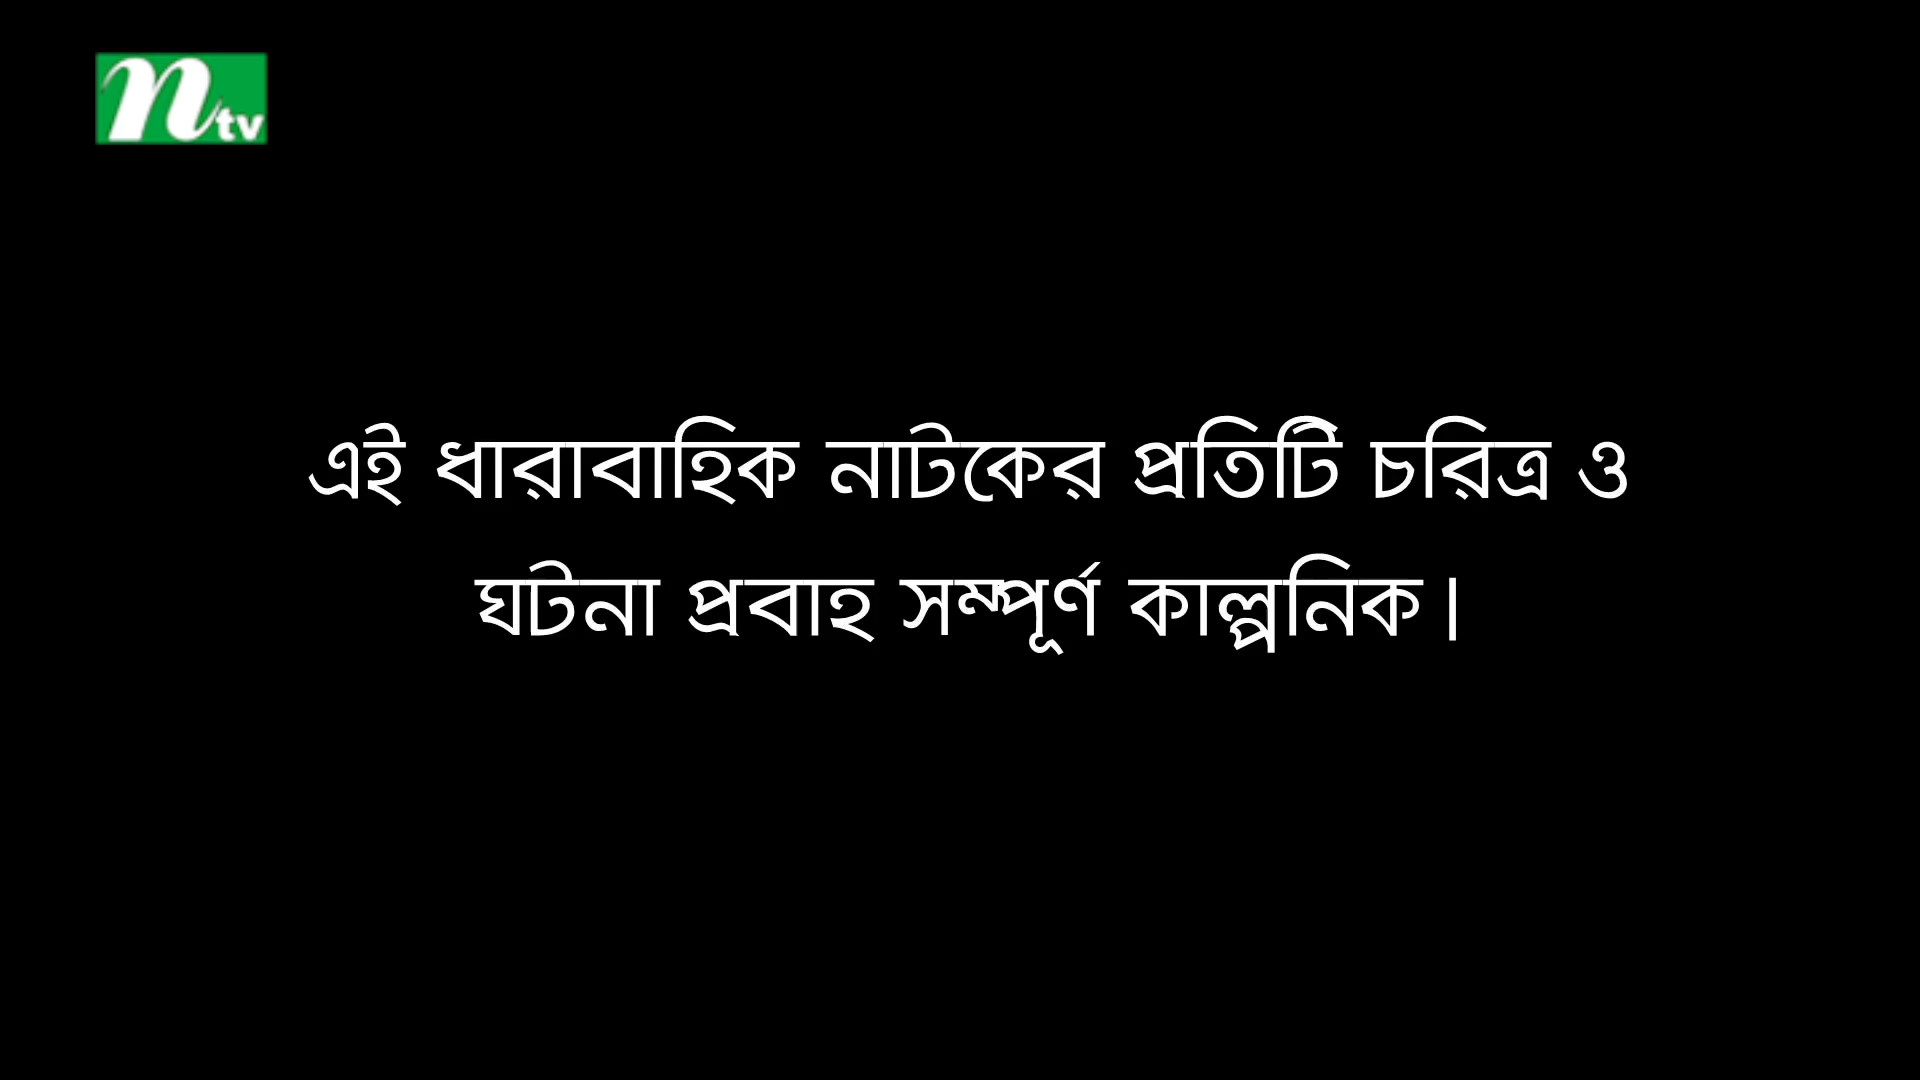 ntv
এই ধারাবাহিক নাটকের প্রতিটি চরিত্র ও
ঘটনা প্রবাহ সম্পূর্ণ কাল্পনিক।